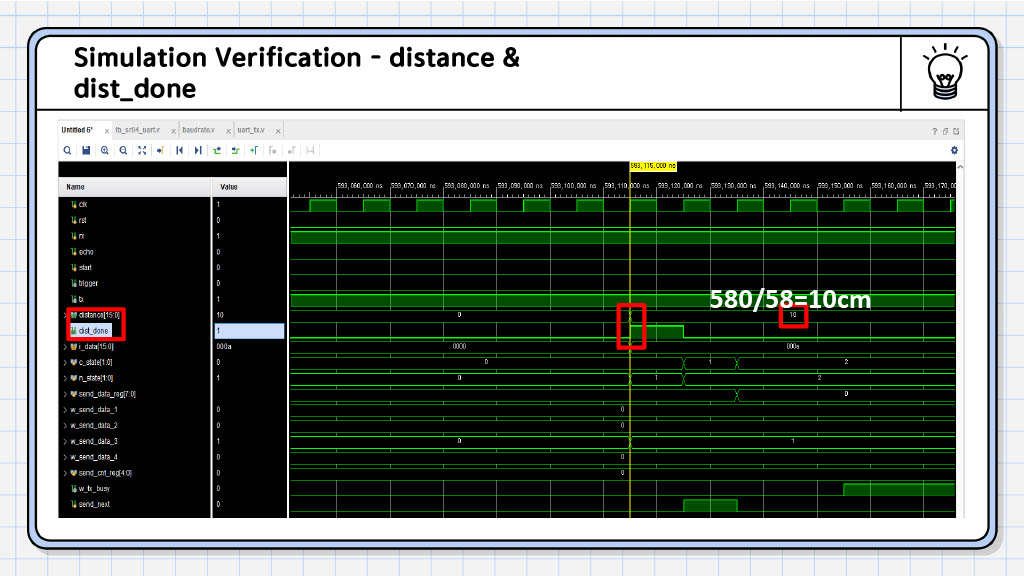 Simulation Verification - distance &
dist_done
Untitled 6* × tb_sr04_uart.v × baudrate.v × uart_tx.v ×
593,115,000 ns
Name Value
593,060,000 ns 593,070,000 ns 593,080,000 ns 593,090,000 ns 593,100,000 ns 593,110,000 ns 593,120,000 ns 593,130,000 ns 593,140,000 ns 593,150,000 ns 593,160,000 ns 593,170,00
clk 1
rst 0
rx 1
echo 0
start 0
trigger 0
tx 1
580/58=10cm
distance[15:0] 10 0 10
dist_done 1
i_data[15:0] 000a 0000 000a
c_state[1:0] 0 0 1 2
n_state[1:0] 1 0 1 2
send_data_reg[7:0] 0
w_send_data_1 0 0
w_send_data_2 0 0
w_send_data_3 1 0 1
w_send_data_4 0 0
send_cnt_reg[4:0] 0 0
w_tx_busy 0
send_next 0